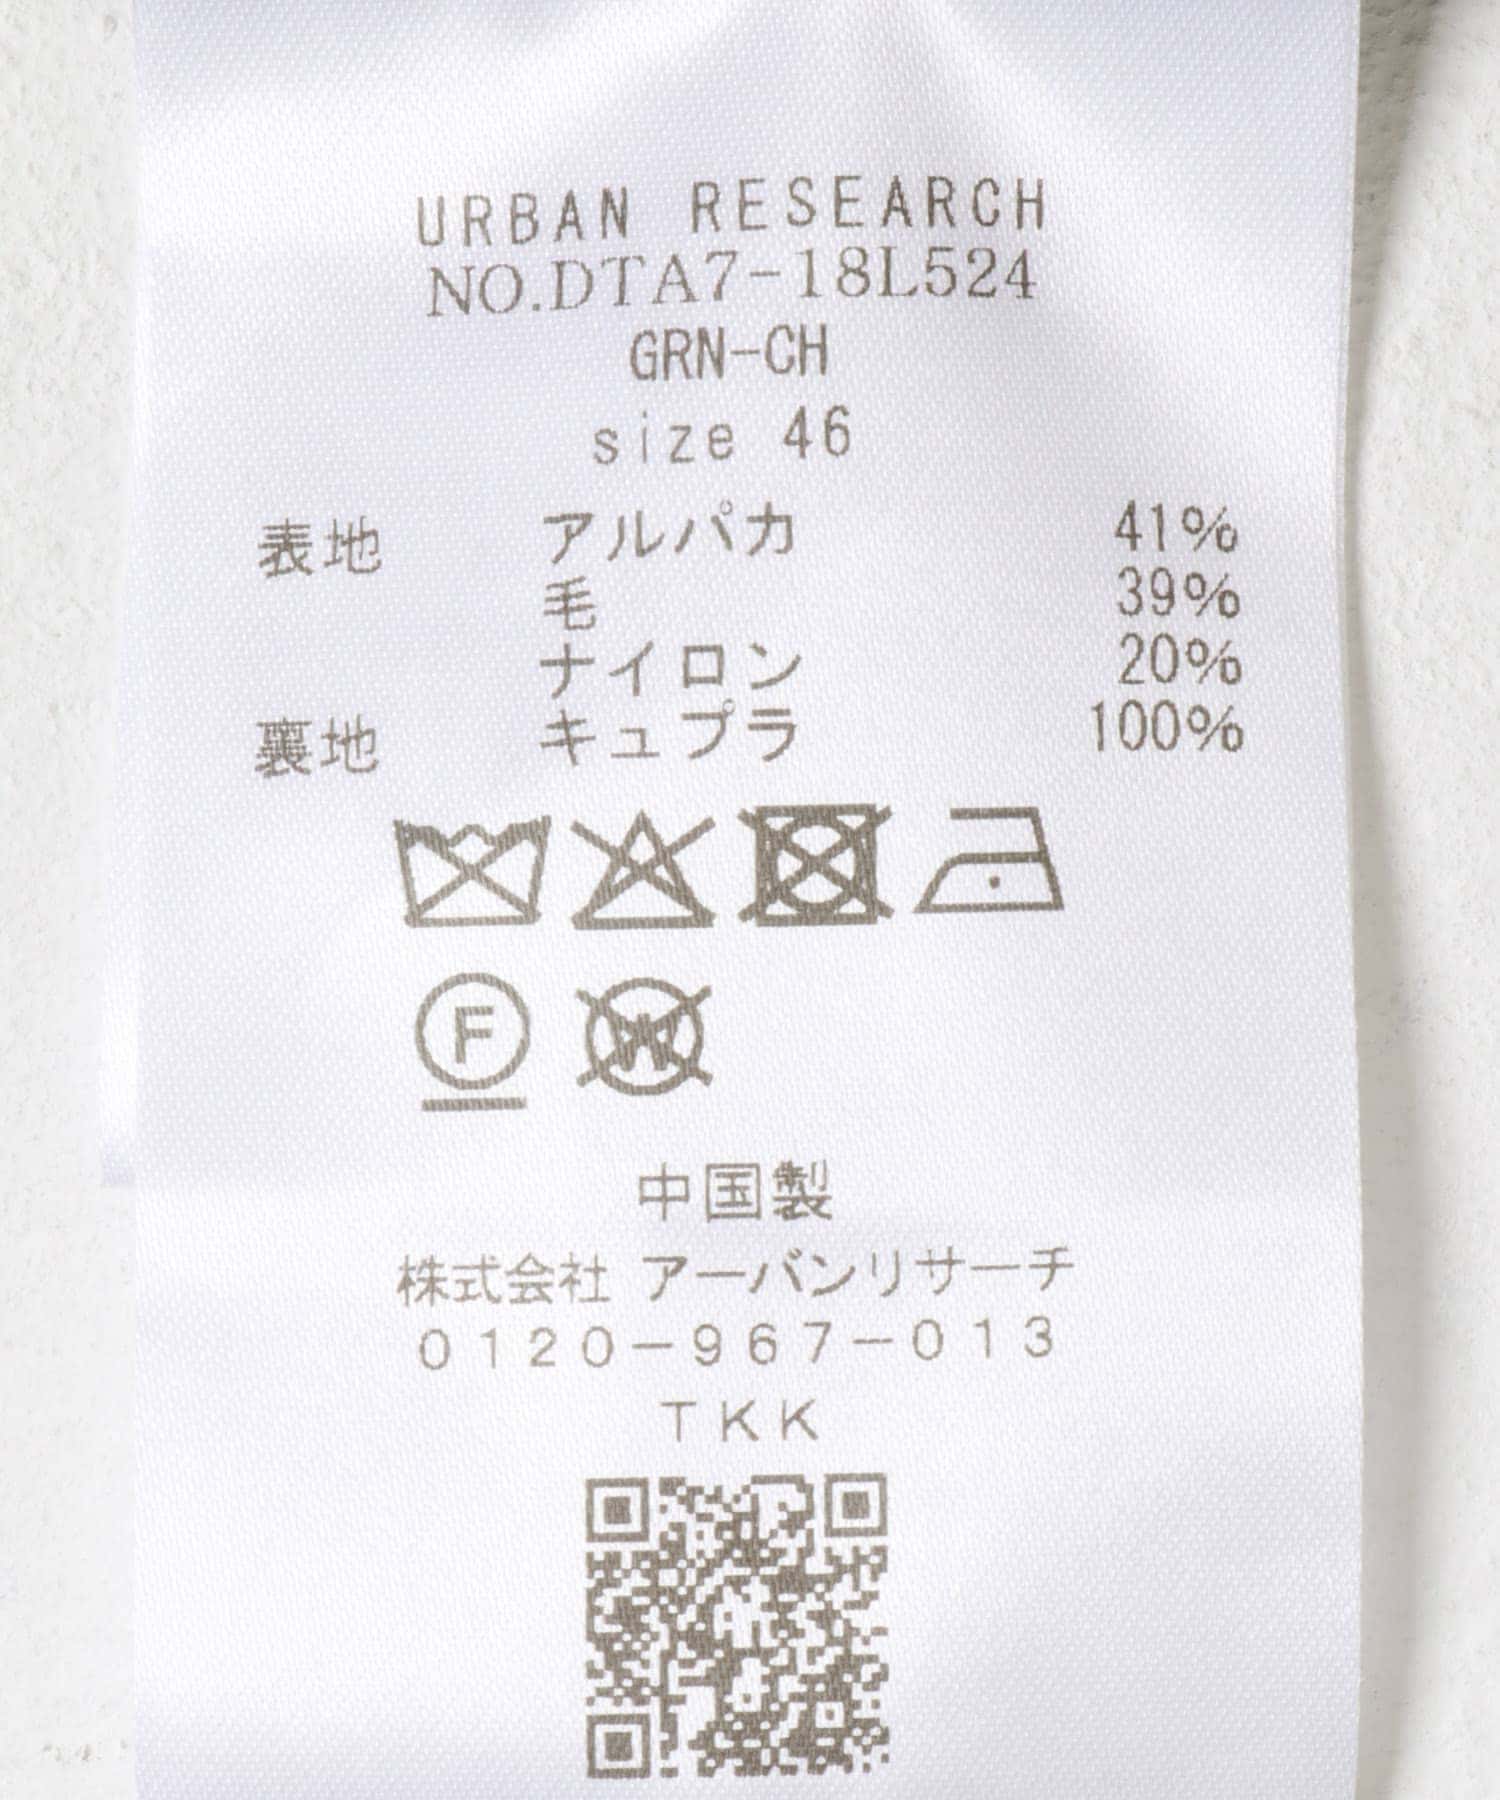 URBAN RESEARCH
NO.DTA7-18L524
GRN-CH
size 46
表地 アルパカ 41%
毛 39%
ナイロン 20%
裏地 キュプラ 100%
F W
中国製
株式会社 アーバンリサーチ
0120-967-013
TKK